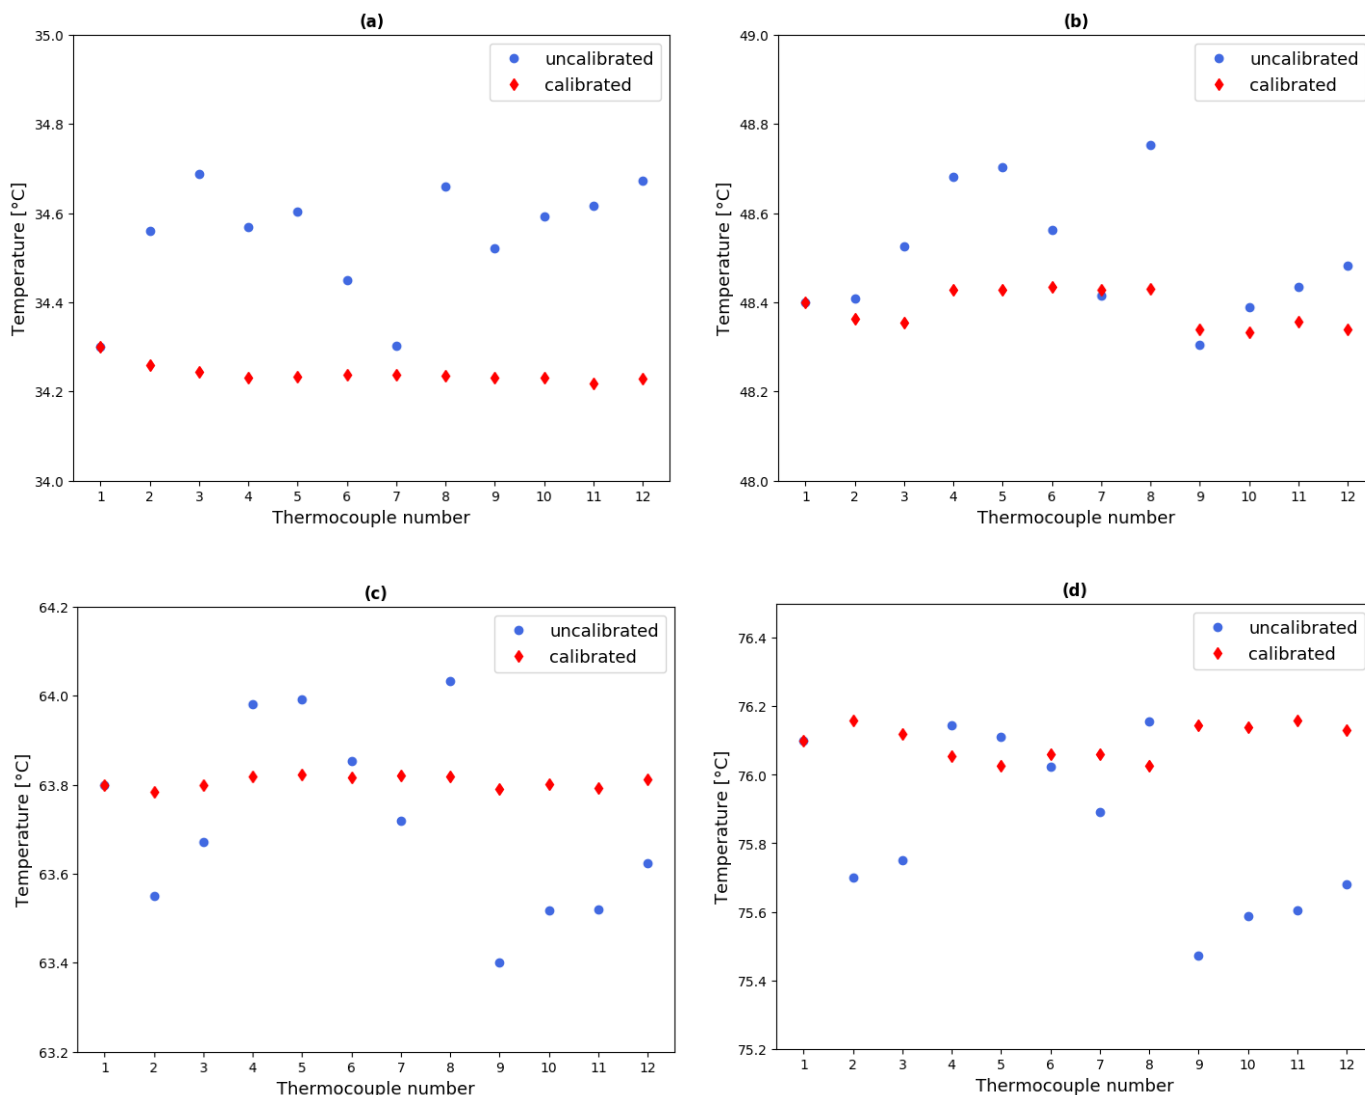 (a)
35.0
34.8
34.6
34.4
34.2
34.0
Temperature [°C]
uncalibrated
calibrated
1 2 3 4 5 6 7 8 9 10 11 12
Thermocouple number
(b)
49.0
48.8
48.6
48.4
48.2
48.0
Temperature [°C]
uncalibrated
calibrated
1 2 3 4 5 6 7 8 9 10 11 12
Thermocouple number
(c)
64.2
64.0
63.8
63.6
63.4
63.2
Temperature [°C]
uncalibrated
calibrated
1 2 3 4 5 6 7 8 9 10 11 12
Thermocouple number
(d)
76.4
76.2
76.0
75.8
75.6
75.4
75.2
Temperature [°C]
uncalibrated
calibrated
1 2 3 4 5 6 7 8 9 10 11 12
Thermocouple number